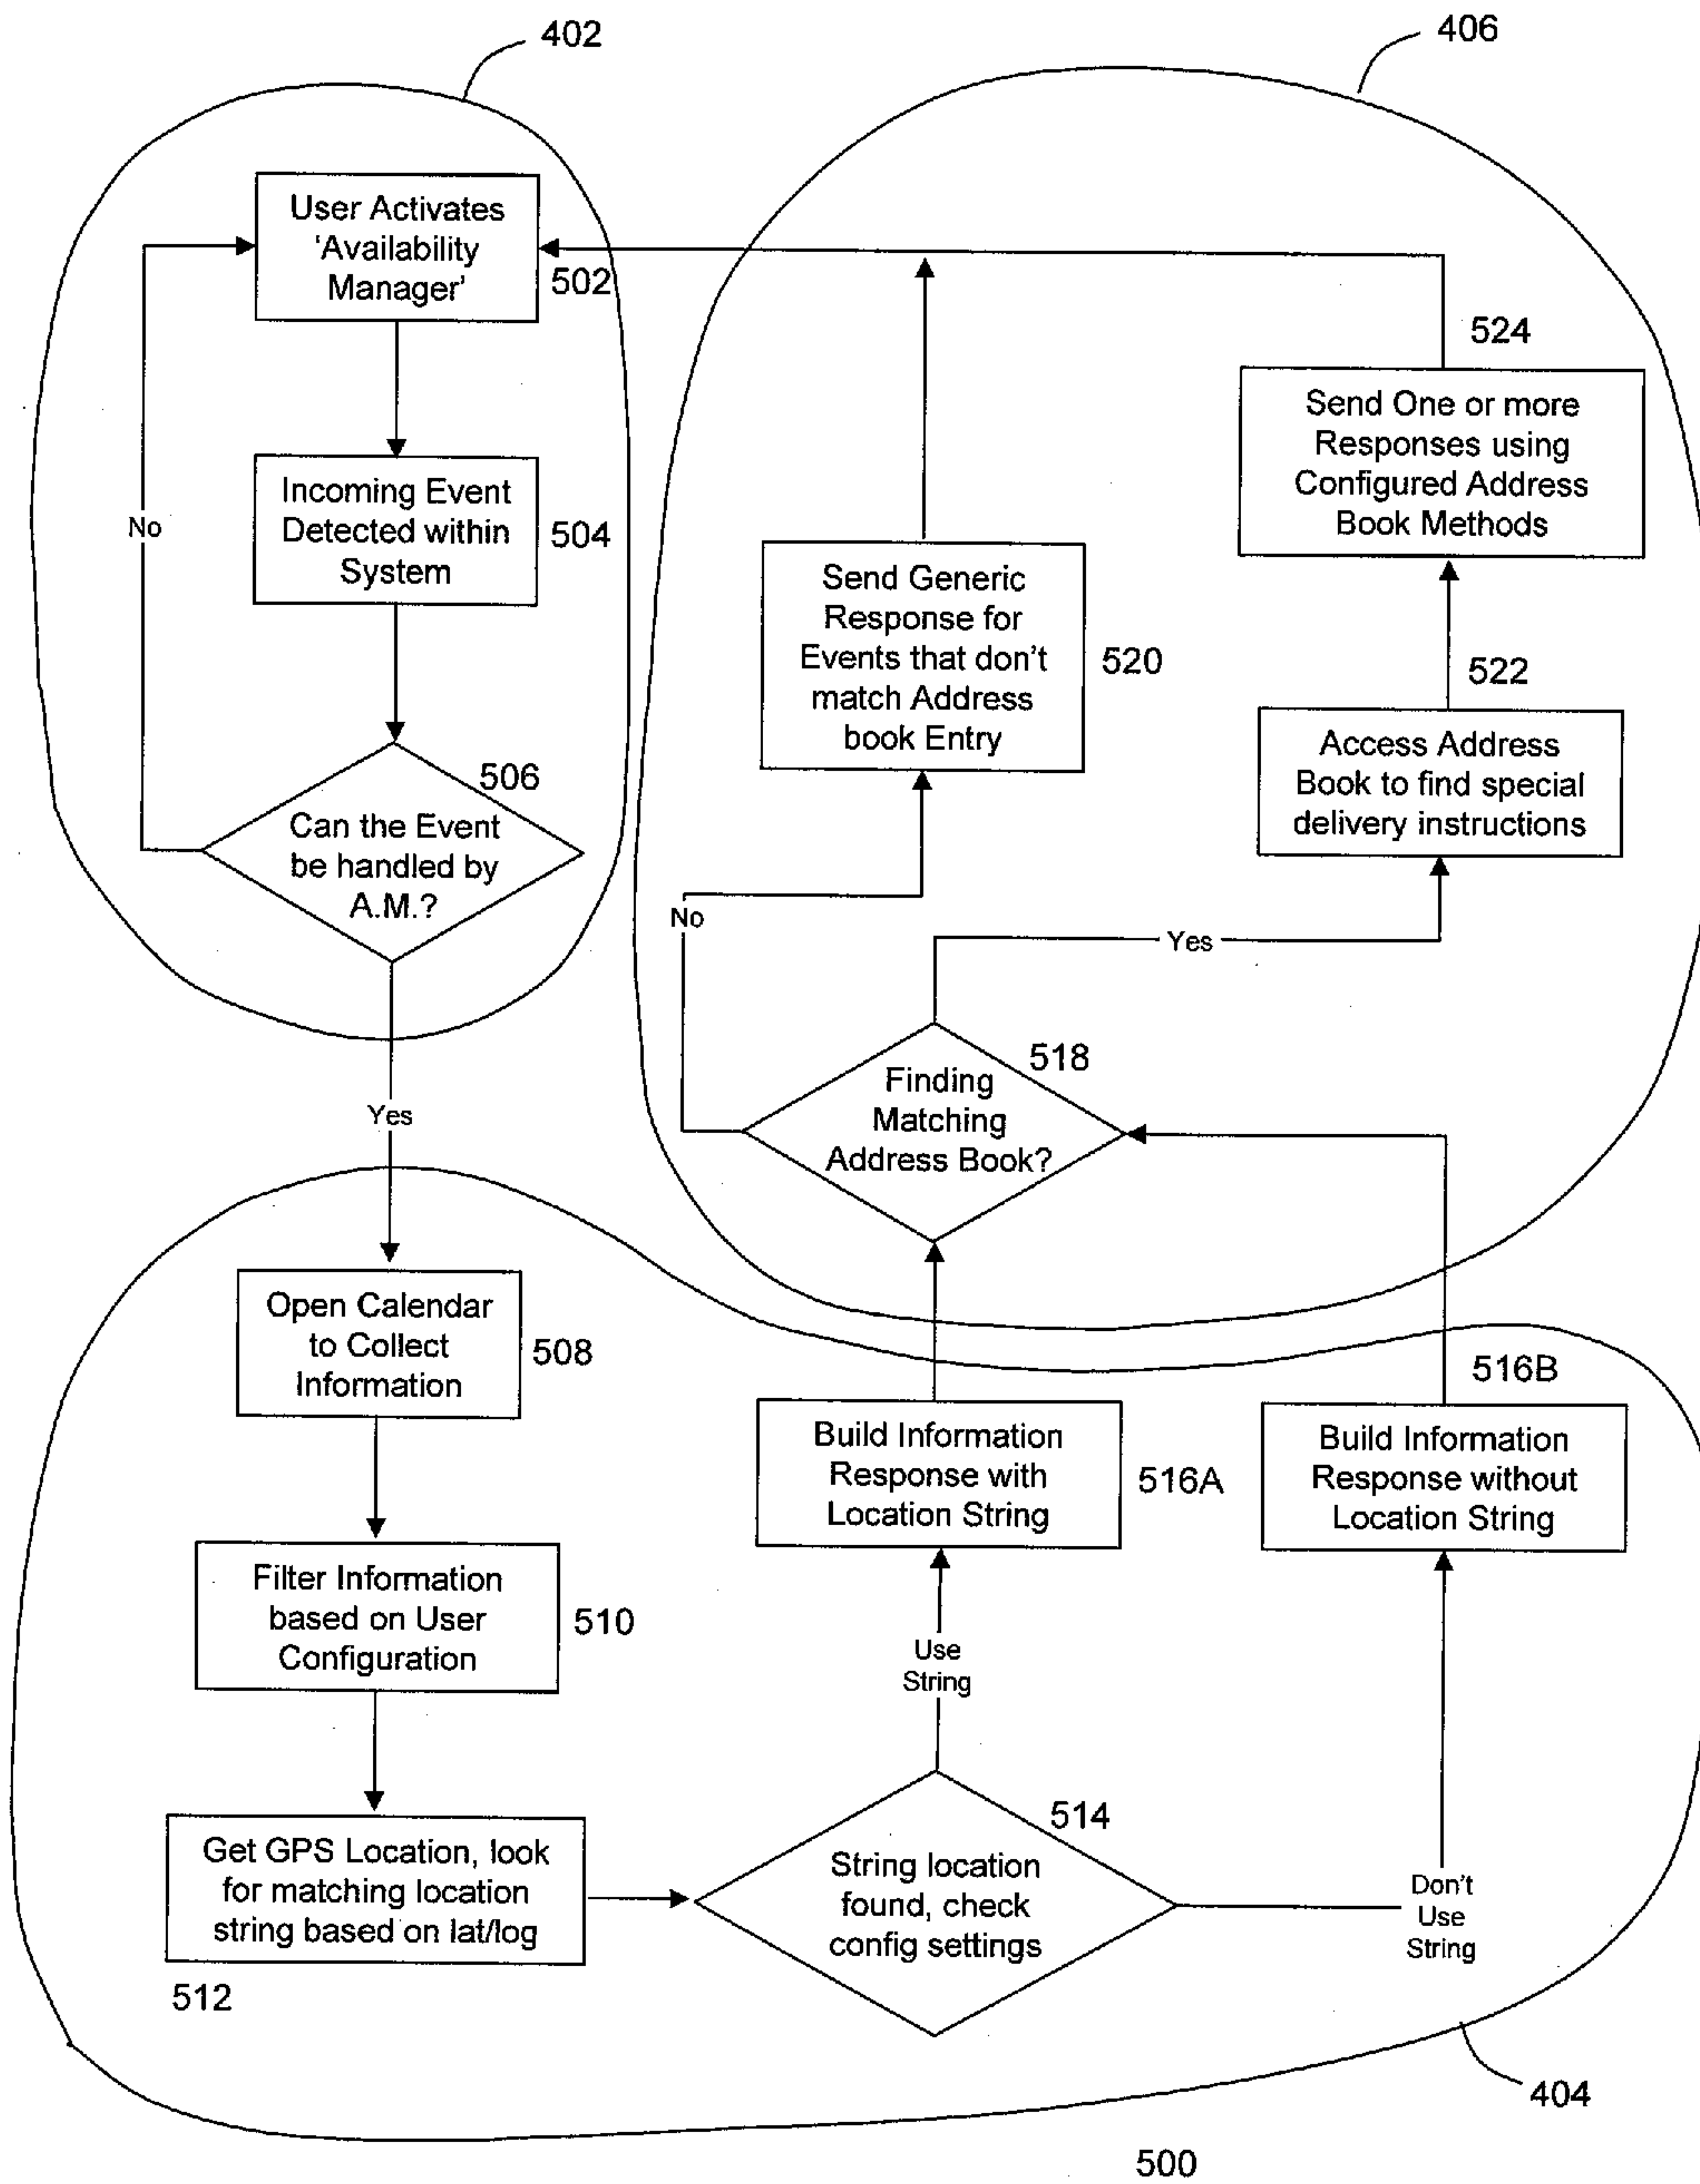 402
406
User Activates
'Availability
Manager'
502
Incoming Event
Detected within
System
504
No
506
Can the Event
be handled by
A.M.?
Yes
524
Send One or more
Responses using
Configured Address
Book Methods
Send Generic
Response for
Events that don't
match Address
book Entry
520
522
Access Address
Book to find special
delivery instructions
No
Yes
518
Finding
Matching
Address Book?
Open Calendar
to Collect
Information
508
516B
Build Information
Response with
Location String
516A
Build Information
Response without
Location String
Filter Information
based on User
Configuration
510
Use
String
Get GPS Location, look
for matching location
string based on lat/log
512
514
String location
found, check
config settings
Don't
Use
String
404
500